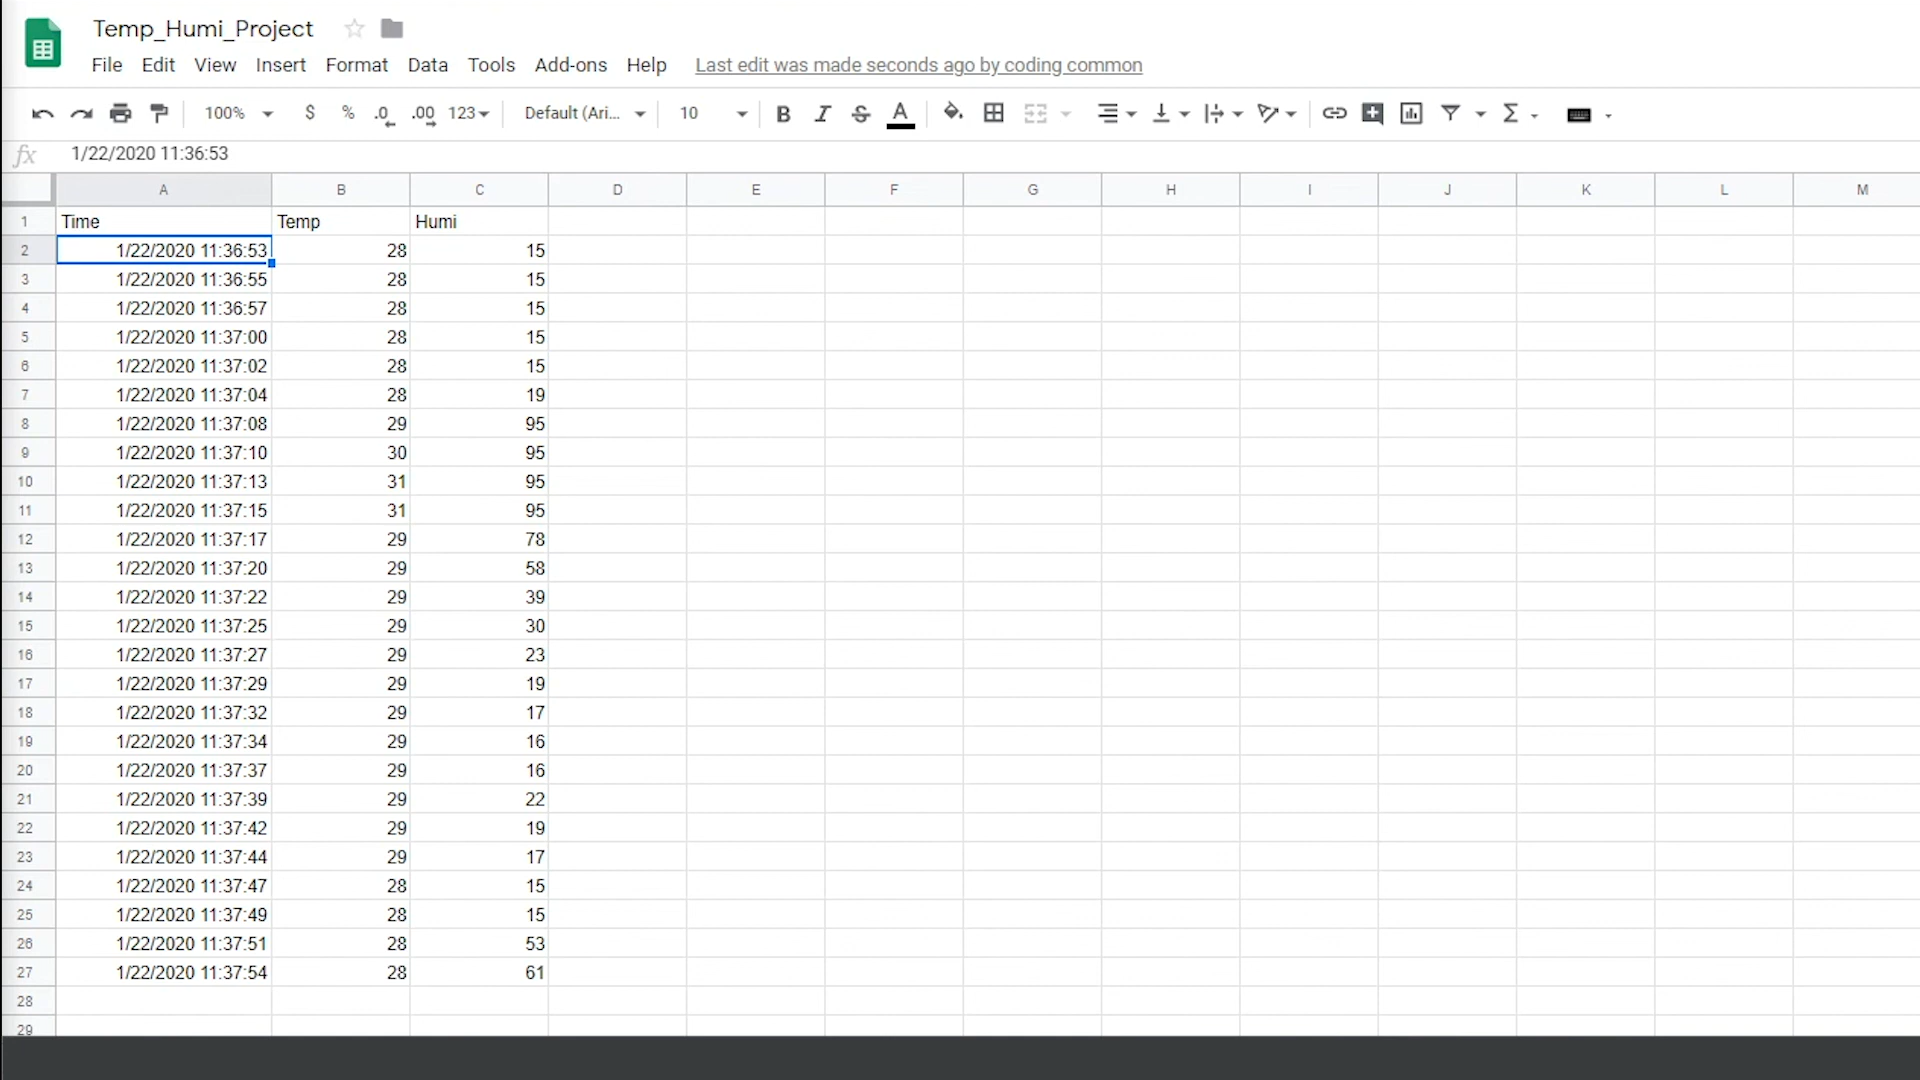 Temp_Humi_Project
File Edit View Insert Format Data Tools Add-ons Help Last edit was made seconds ago by coding common
100% $ % .0 .00 123 Default (Ari... 10 B I S A Σ
fx 1/22/2020 11:36:53
A B C D E F G H I J K L M
1 Time Temp Humi
2 1/22/2020 11:36:53 28 15
3 1/22/2020 11:36:55 28 15
4 1/22/2020 11:36:57 28 15
5 1/22/2020 11:37:00 28 15
6 1/22/2020 11:37:02 28 15
7 1/22/2020 11:37:04 28 19
8 1/22/2020 11:37:08 29 95
9 1/22/2020 11:37:10 30 95
10 1/22/2020 11:37:13 31 95
11 1/22/2020 11:37:15 31 95
12 1/22/2020 11:37:17 29 78
13 1/22/2020 11:37:20 29 58
14 1/22/2020 11:37:22 29 39
15 1/22/2020 11:37:25 29 30
16 1/22/2020 11:37:27 29 23
17 1/22/2020 11:37:29 29 19
18 1/22/2020 11:37:32 29 17
19 1/22/2020 11:37:34 29 16
20 1/22/2020 11:37:37 29 16
21 1/22/2020 11:37:39 29 22
22 1/22/2020 11:37:42 29 19
23 1/22/2020 11:37:44 29 17
24 1/22/2020 11:37:47 28 15
25 1/22/2020 11:37:49 28 15
26 1/22/2020 11:37:51 28 53
27 1/22/2020 11:37:54 28 61
28
29